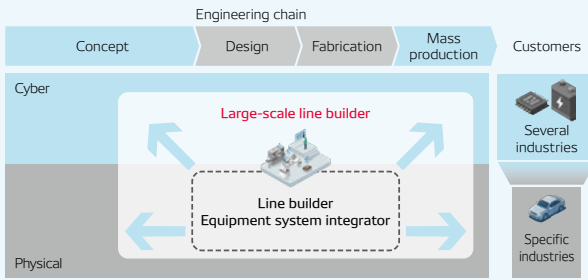 Engineering chain
Concept
Design
Fabrication
Mass
production
Customers
Cyber
Large-scale line builder
Several
industries
Line builder
Equipment system integrator
Physical
Specific
industries